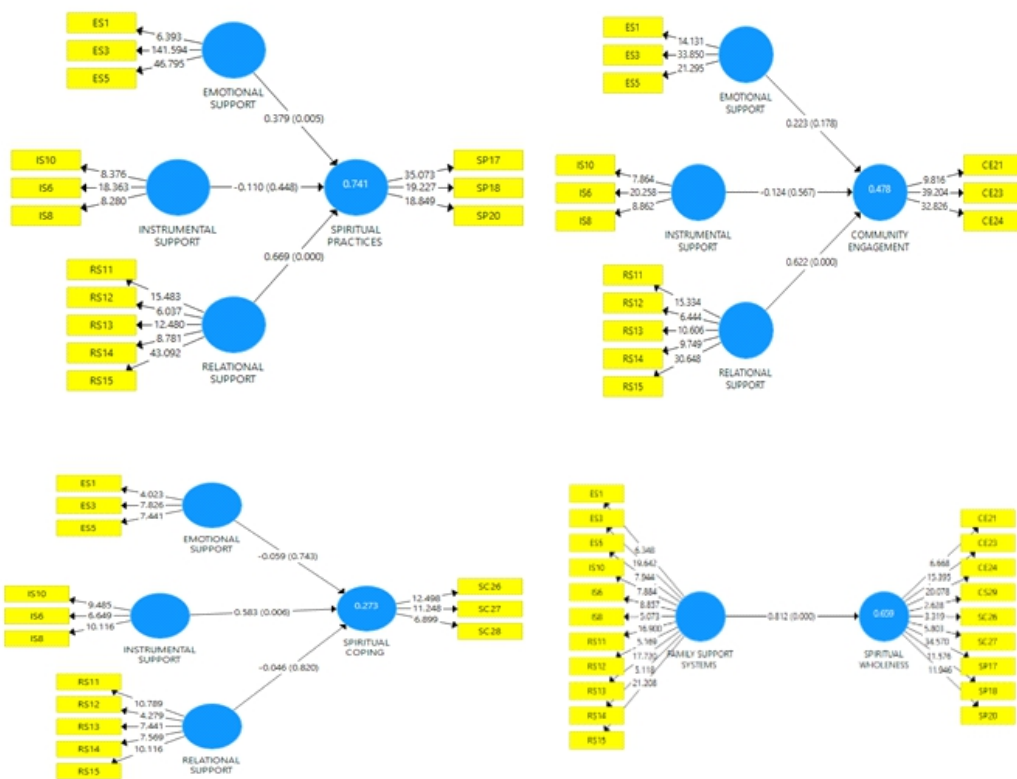 ES1
6.393
ES3
141.594
ES5
46.795
EMOTIONAL
SUPPORT
0.379 (0.005)
IS10
8.376
IS6
18.363
IS8
8.280
INSTRUMENTAL
SUPPORT
-0.110 (0.448)
0.741
SPIRITUAL
PRACTICES
35.073
SP17
19.227
SP18
18.849
SP20
0.669 (0.000)
RS11
15.483
RS12
6.037
RS13
12.480
RS14
8.781
RS15
43.092
RELATIONAL
SUPPORT
ES1
14.131
ES3
33.850
ES5
21.295
EMOTIONAL
SUPPORT
0.223 (0.178)
IS10
7.864
IS6
20.258
IS8
8.862
INSTRUMENTAL
SUPPORT
-0.124 (0.567)
0.478
COMMUNITY
ENGAGEMENT
9.816
CE21
39.204
CE23
32.826
CE24
0.622 (0.000)
RS11
15.334
RS12
6.444
RS13
10.606
RS14
9.749
RS15
30.648
RELATIONAL
SUPPORT
ES1
4.023
ES3
7.826
ES5
7.441
EMOTIONAL
SUPPORT
-0.059 (0.743)
IS10
9.485
IS6
6.649
IS8
10.116
INSTRUMENTAL
SUPPORT
0.583 (0.006)
0.273
SPIRITUAL
COPING
12.498
SC26
11.248
SC27
6.899
SC28
-0.046 (0.820)
RS11
10.789
RS12
4.279
RS13
7.441
RS14
7.569
RS15
10.116
RELATIONAL
SUPPORT
ES1
ES3
ES5
IS10
IS6
IS8
RS11
RS12
RS13
RS14
RS15
6.348
19.642
7.944
7.884
8.857
5.073
16.900
5.169
17.720
5.118
21.208
FAMILY SUPPORT
SYSTEMS
0.812 (0.000)
0.659
SPIRITUAL
WHOLENESS
6.668
15.395
20.078
2.628
3.319
5.803
34.570
11.576
11.946
CE21
CE23
CE24
SC26
SC27
SP17
SP18
SP20